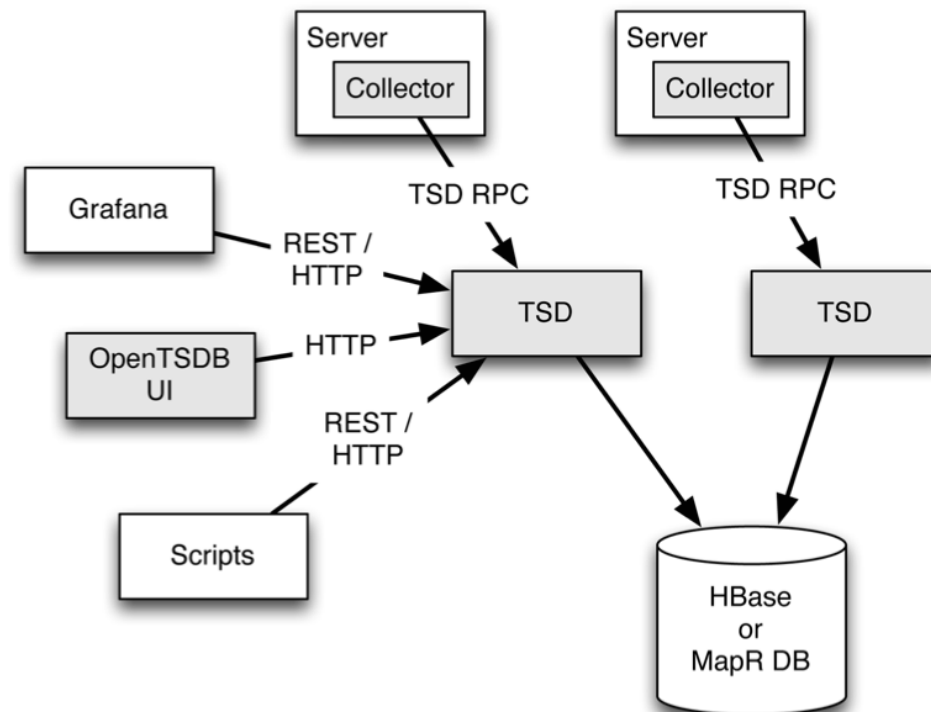 Server
Collector
Server
Collector
TSD RPC
TSD RPC
Grafana
REST /
HTTP
TSD
TSD
OpenTSDB
UI
HTTP
REST /
HTTP
Scripts
HBase
or
MapR DB